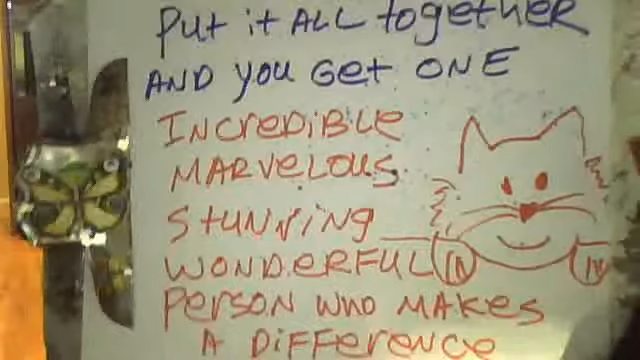 Put it ALL together
AND you Get ONE
INCREDiBLE
MARVELOUS
StUNNiNG
WONDERFUL
PERSON WHO MAKES
A DiFFERENCE